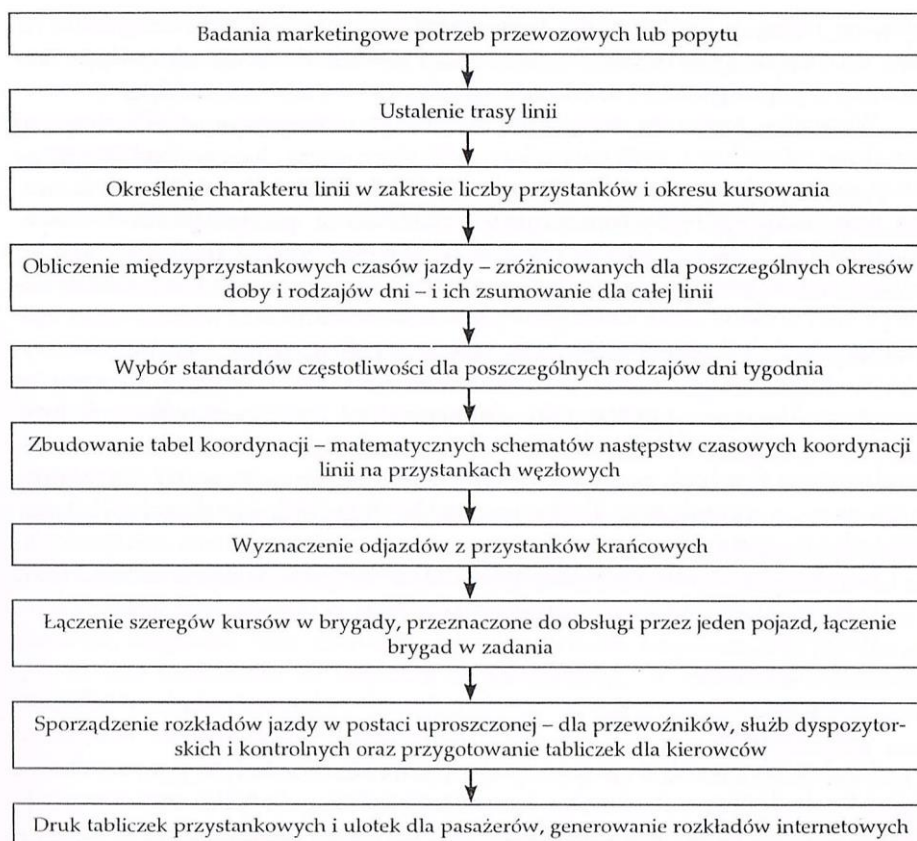 Badania marketingowe potrzeb przewozowych lub popytu
Ustalenie trasy linii
Określenie charakteru linii w zakresie liczby przystanków i okresu kursowania
Obliczenie międzyprzystankowych czasów jazdy – zróżnicowanych dla poszczególnych okresów
doby i rodzajów dni – i ich zsumowanie dla całej linii
Wybór standardów częstotliwości dla poszczególnych rodzajów dni tygodnia
Zbudowanie tabel koordynacji – matematycznych schematów następstw czasowych koordynacji
linii na przystankach węzłowych
Wyznaczenie odjazdów z przystanków krańcowych
Łączenie szeregów kursów w brygady, przeznaczone do obsługi przez jeden pojazd, łączenie
brygad w zadania
Sporządzenie rozkładów jazdy w postaci uproszczonej – dla przewoźników, służb dyspozytor-
skich i kontrolnych oraz przygotowanie tabliczek dla kierowców
Druk tabliczek przystankowych i ulotek dla pasażerów, generowanie rozkładów internetowych